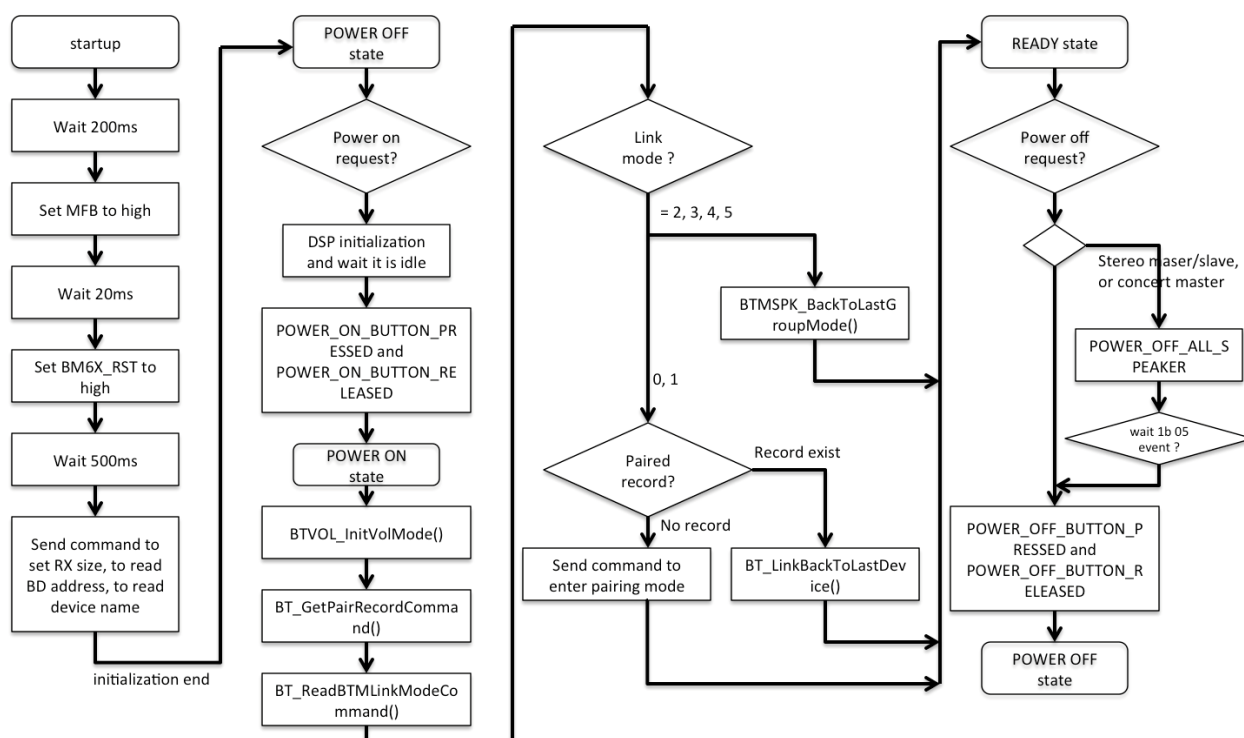 startup
Wait 200ms
Set MFB to high
Wait 20ms
Set BM6X_RST to
high
Wait 500ms
Send command to
set RX size, to read
BD address, to read
device name
initialization end
POWER OFF
state
Power on
request?
DSP initialization
and wait it is idle
POWER_ON_BUTTON_PR
ESSED and
POWER_ON_BUTTON_RE
LEASED
POWER ON
state
BTVOL_InitVolMode()
BT_GetPairRecordComma
nd()
BT_ReadBTMLinkModeCo
mmand()
Link
mode ?
= 2, 3, 4, 5
BTMSPK_BackToLastG
roupMode()
0, 1
Paired
record?
Record exist
No record
Send command to
enter pairing mode
BT_LinkBackToLastDev
ice()
READY state
Power off
request?
Stereo maser/slave,
or concert master
POWER_OFF_ALL_S
PEAKER
wait 1b 05
event ?
POWER_OFF_BUTTON_P
RESSED and
POWER_OFF_BUTTON_R
ELEASED
POWER OFF
state